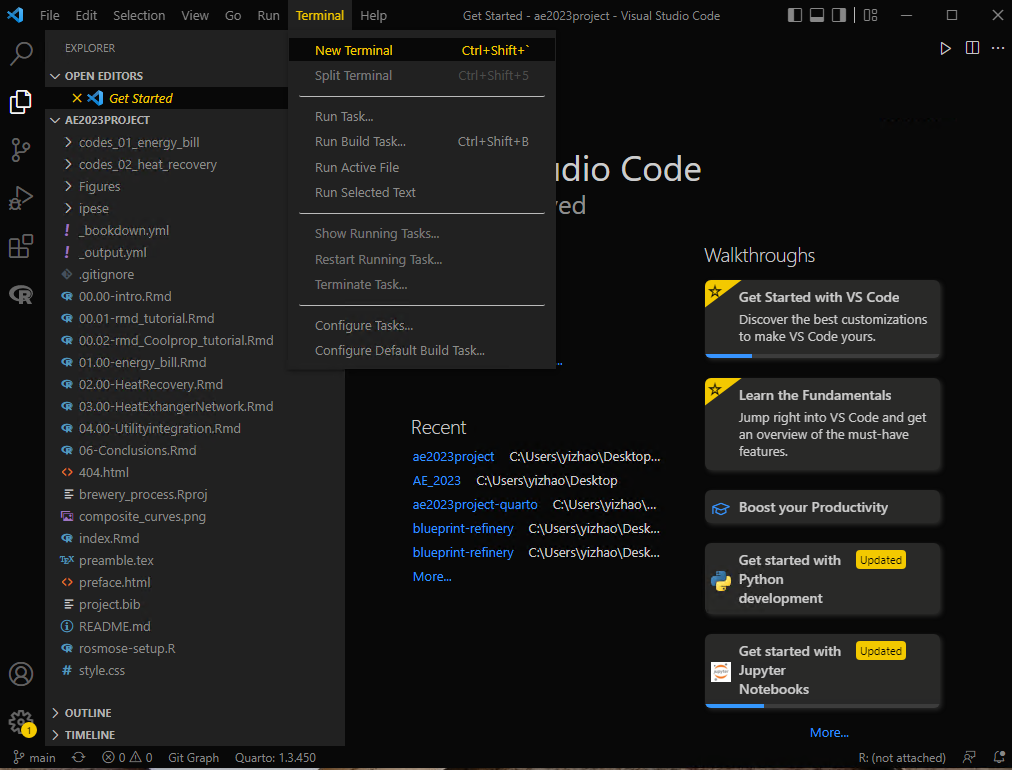 File Edit Selection View Go Run Terminal Help
Get Started - ae2023project - Visual Studio Code
EXPLORER
OPEN EDITORS
Get Started
AE2023PROJECT
codes_01_energy_bill
codes_02_heat_recovery
Figures
ipese
_bookdown.yml
_output.yml
.gitignore
00.00-intro.Rmd
00.01-rmd_tutorial.Rmd
00.02-rmd_Coolprop_tutorial.Rmd
01.00-energy_bill.Rmd
02.00-HeatRecovery.Rmd
03.00-HeatExhangerNetwork.Rmd
04.00-Utilityintegration.Rmd
06-Conclusions.Rmd
404.html
brewery_process.Rproj
composite_curves.png
index.Rmd
preamble.tex
preface.html
project.bib
README.md
rosmose-setup.R
style.css
OUTLINE
TIMELINE
New Terminal Ctrl+Shift+`
Split Terminal Ctrl+Shift+5
Run Task...
Run Build Task... Ctrl+Shift+B
Run Active File
Run Selected Text
Show Running Tasks...
Restart Running Task...
Terminate Task...
Configure Tasks...
Configure Default Build Task...
udio Code
ved
...
Recent
ae2023project C:\Users\yizhao\Desktop...
AE_2023 C:\Users\yizhao\Desktop
ae2023project-quarto C:\Users\yizhao\...
blueprint-refinery C:\Users\yizhao\Desk...
blueprint-refinery C:\Users\yizhao\Desk...
More...
Walkthroughs
Get Started with VS Code
Discover the best customizations
to make VS Code yours.
Learn the Fundamentals
Jump right into VS Code and get
an overview of the must-have
features.
Boost your Productivity
Get started with Updated
Python
development
Get started with Updated
Jupyter
Notebooks
More...
1
main 0 0 Git Graph Quarto: 1.3.450
R: (not attached)